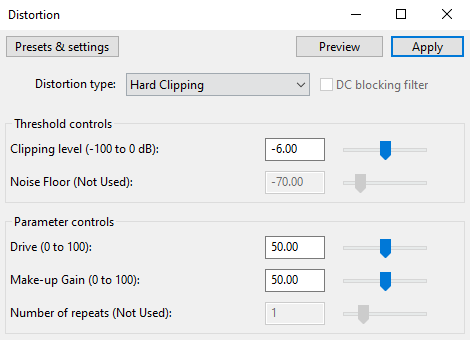 Distortion
Presets & settings Preview Apply
Distortion type: Hard Clipping DC blocking filter
Threshold controls
Clipping level (-100 to 0 dB): -6.00
Noise Floor (Not Used): -70.00
Parameter controls
Drive (0 to 100): 50.00
Make-up Gain (0 to 100): 50.00
Number of repeats (Not Used): 1